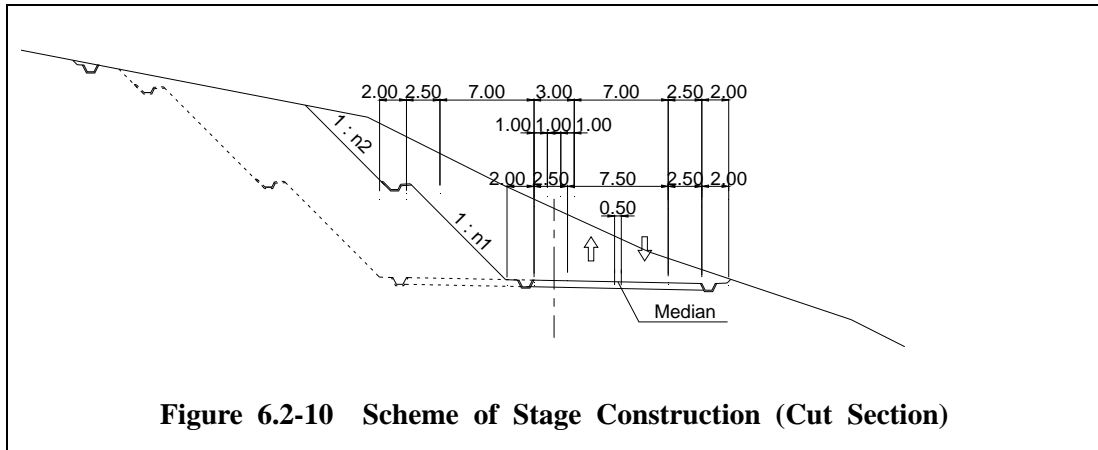 2.00 2.50 7.00 3.00 7.00 2.50 2.00
1.00 1.00 1.00
1 : n2
2.00 2.50 7.50 2.50 2.00
0.50
1 : n1
Median
Figure 6.2-10 Scheme of Stage Construction (Cut Section)